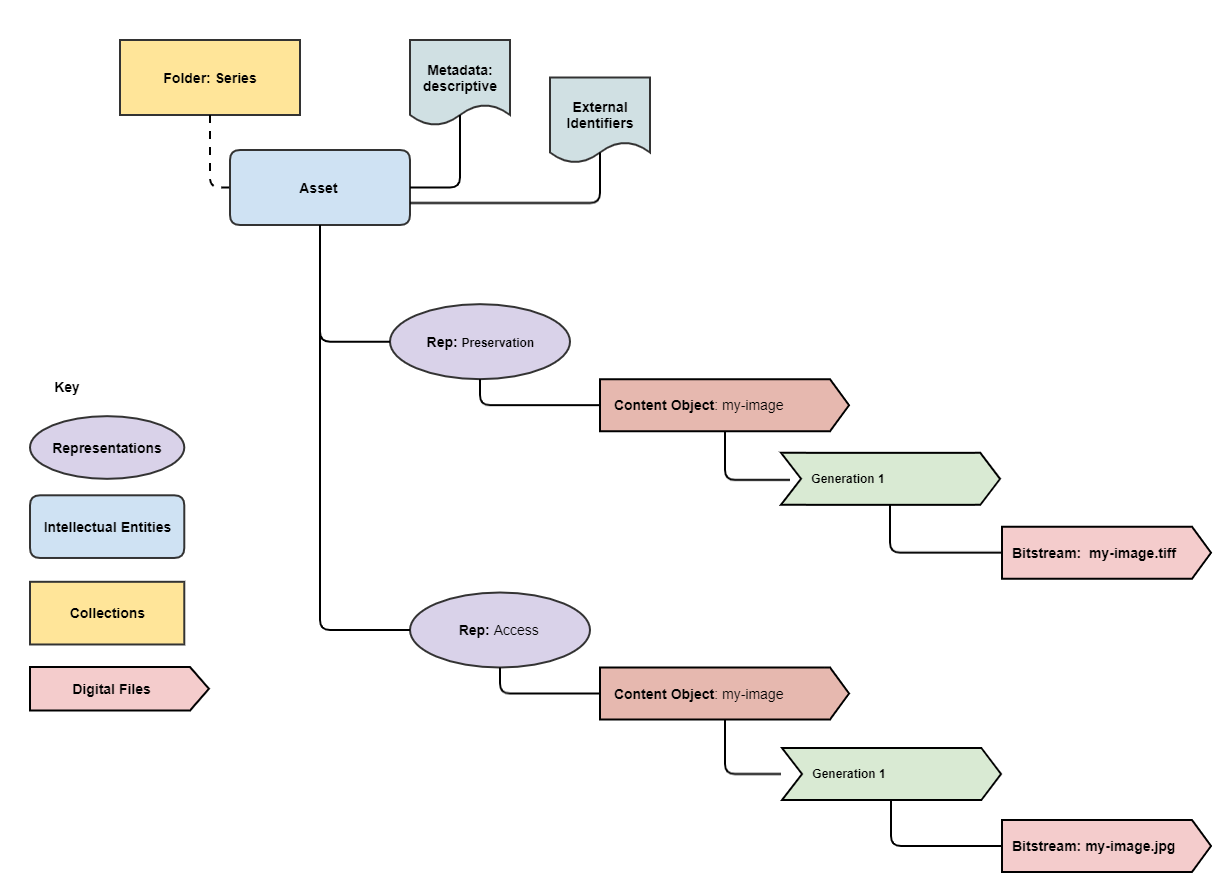 Folder: Series
Metadata:
descriptive
External
Identifiers
Asset
Rep: Preservation
Key
Content Object: my-image
Representations
Generation 1
Intellectual Entities
Bitstream:  my-image.tiff
Collections
Rep: Access
Digital Files
Content Object: my-image
Generation 1
Bitstream: my-image.jpg